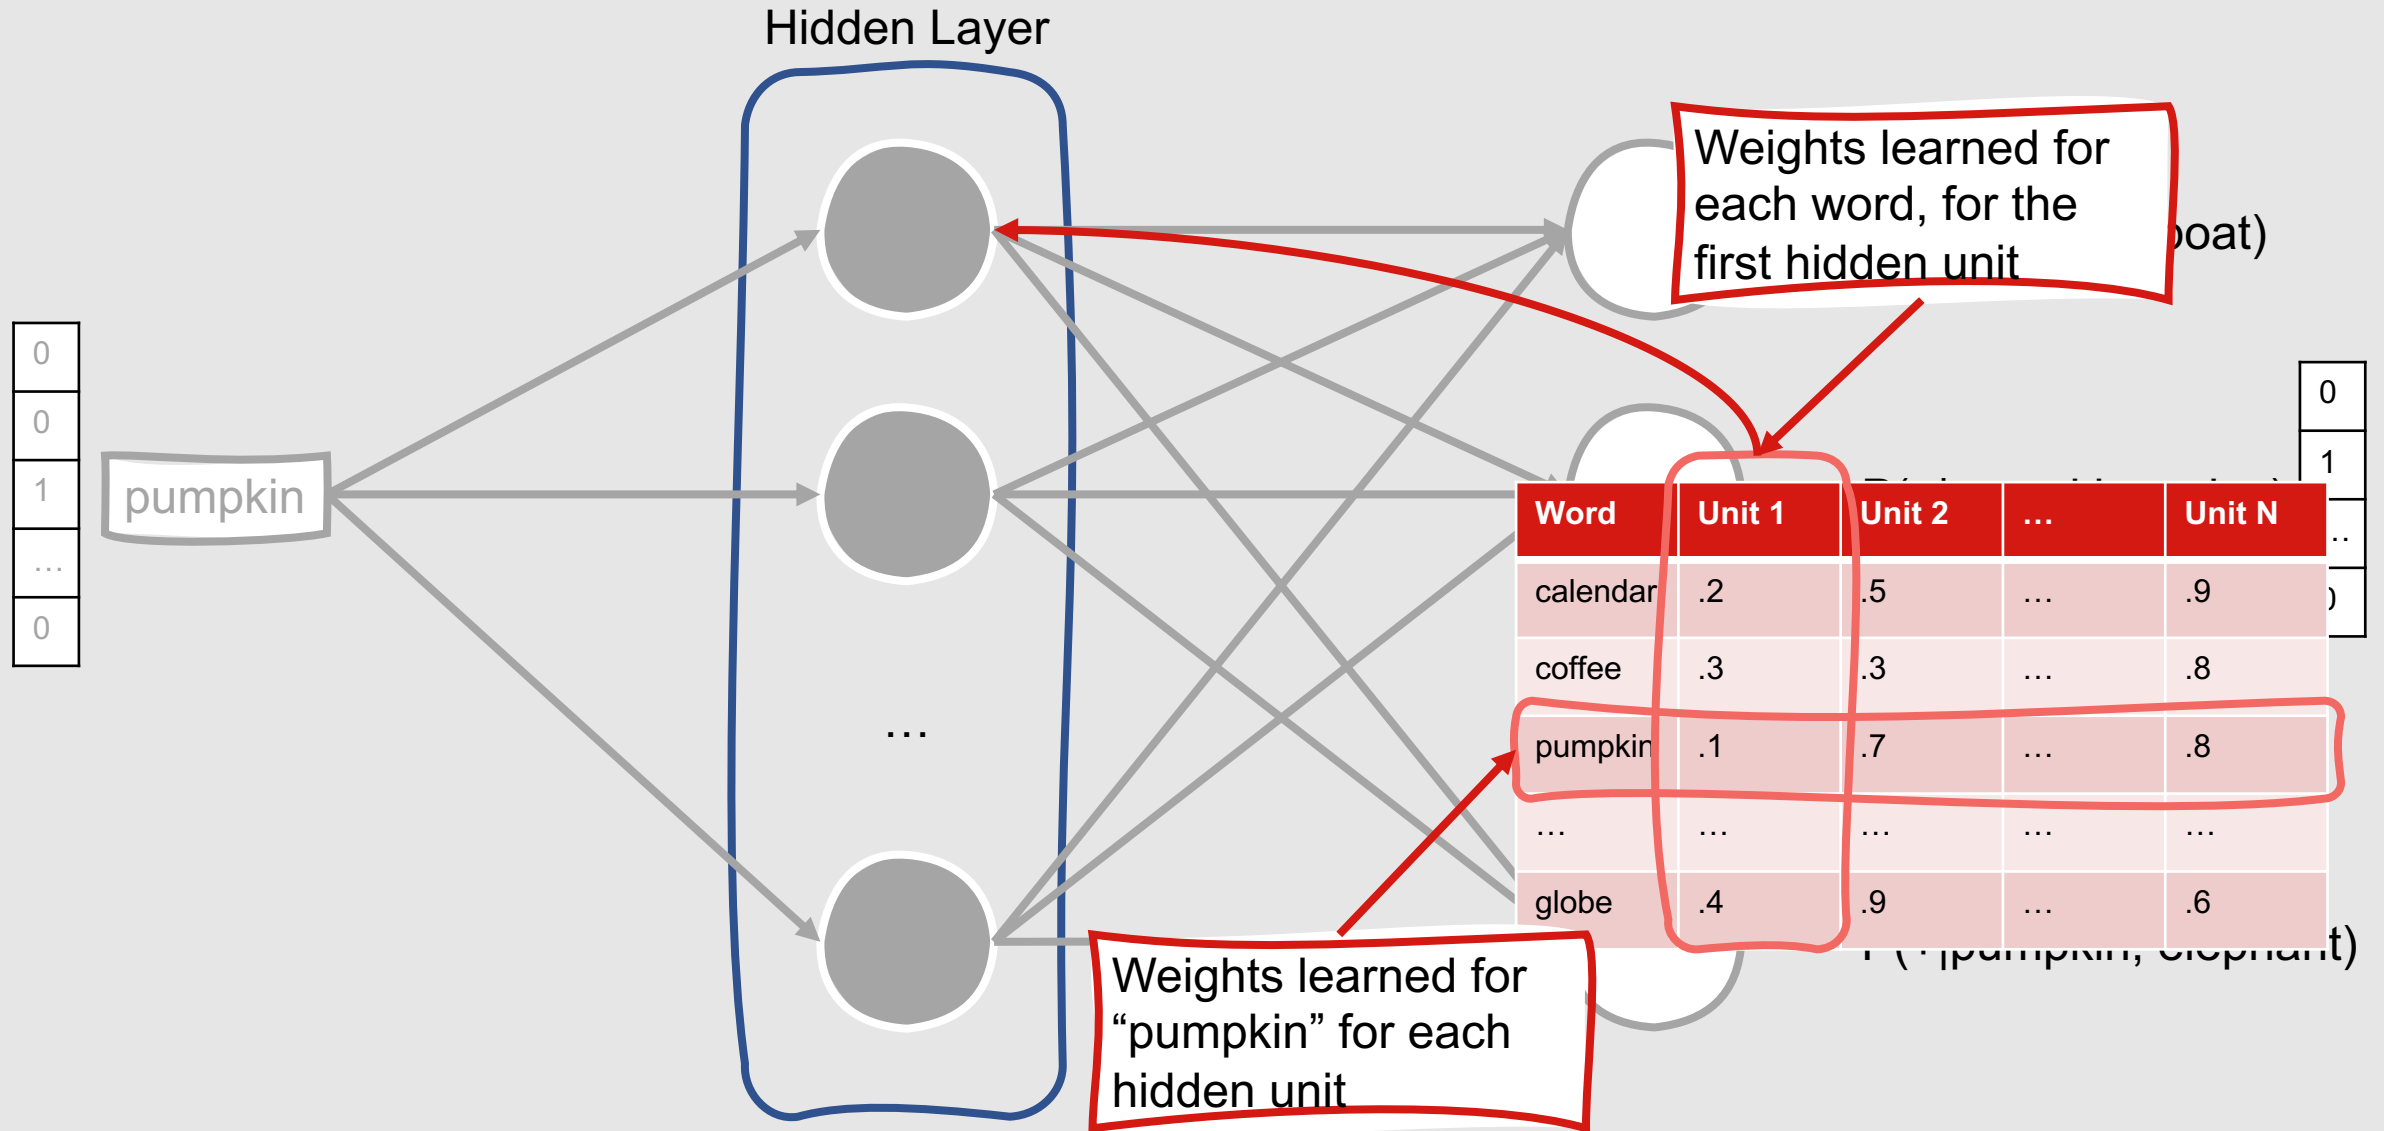 Hidden Layer
Weights learned for
each word, for the
first hidden unit
0
0
1
…
0
pumpkin
0
1
Word Unit 1 Unit 2 … Unit N
calendar .2 .5 … .9
coffee .3 .3 … .8
pumpkin .1 .7 … .8
… … … … …
globe .4 .9 … .6
…
Weights learned for
“pumpkin” for each
hidden unit
pumpkin, elephant)